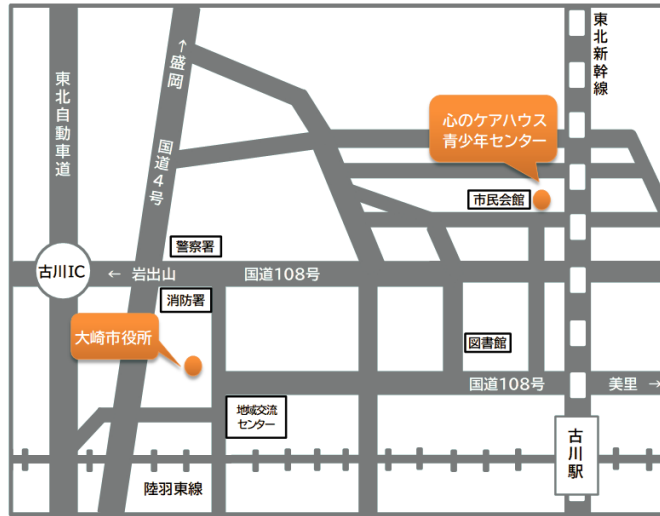 東北新幹線
↑盛岡
東北自動車道
国道4号
心のケアハウス
青少年センター
市民会館
警察署
古川IC
← 岩出山
国道108号
消防署
大崎市役所
図書館
国道108号
美里 →
地域交流
センター
古川駅
陸羽東線